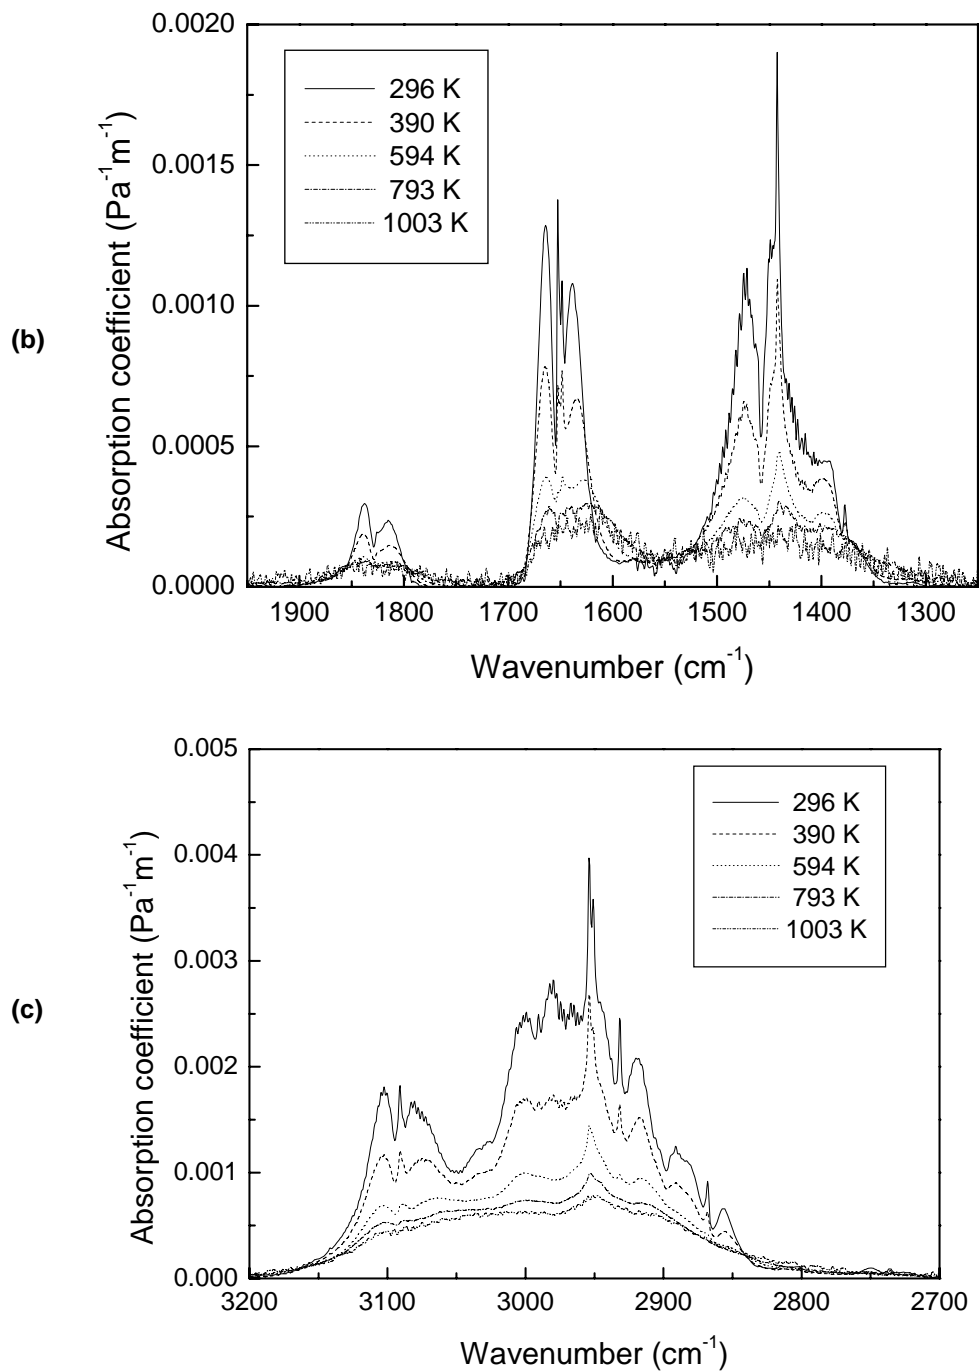 (b)
Absorption coefficient (Pa⁻¹m⁻¹)
0.0020
0.0015
0.0010
0.0005
0.0000
296 K
390 K
594 K
793 K
1003 K
1900 1800 1700 1600 1500 1400 1300
Wavenumber (cm⁻¹)
(c)
Absorption coefficient (Pa⁻¹m⁻¹)
0.005
0.004
0.003
0.002
0.001
0.000
296 K
390 K
594 K
793 K
1003 K
3200 3100 3000 2900 2800 2700
Wavenumber (cm⁻¹)